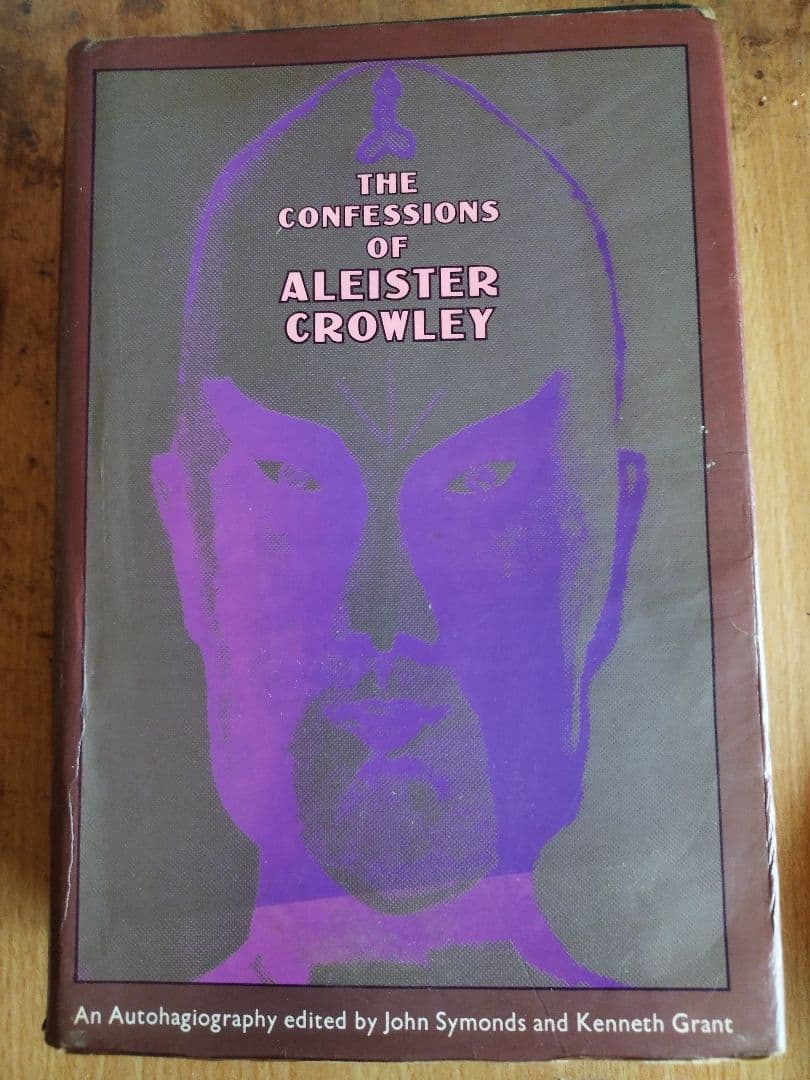 THE
CONFESSIONS
OF
ALEISTER
CROWLEY
An Autohagiography edited by John Symonds and Kenneth Grant